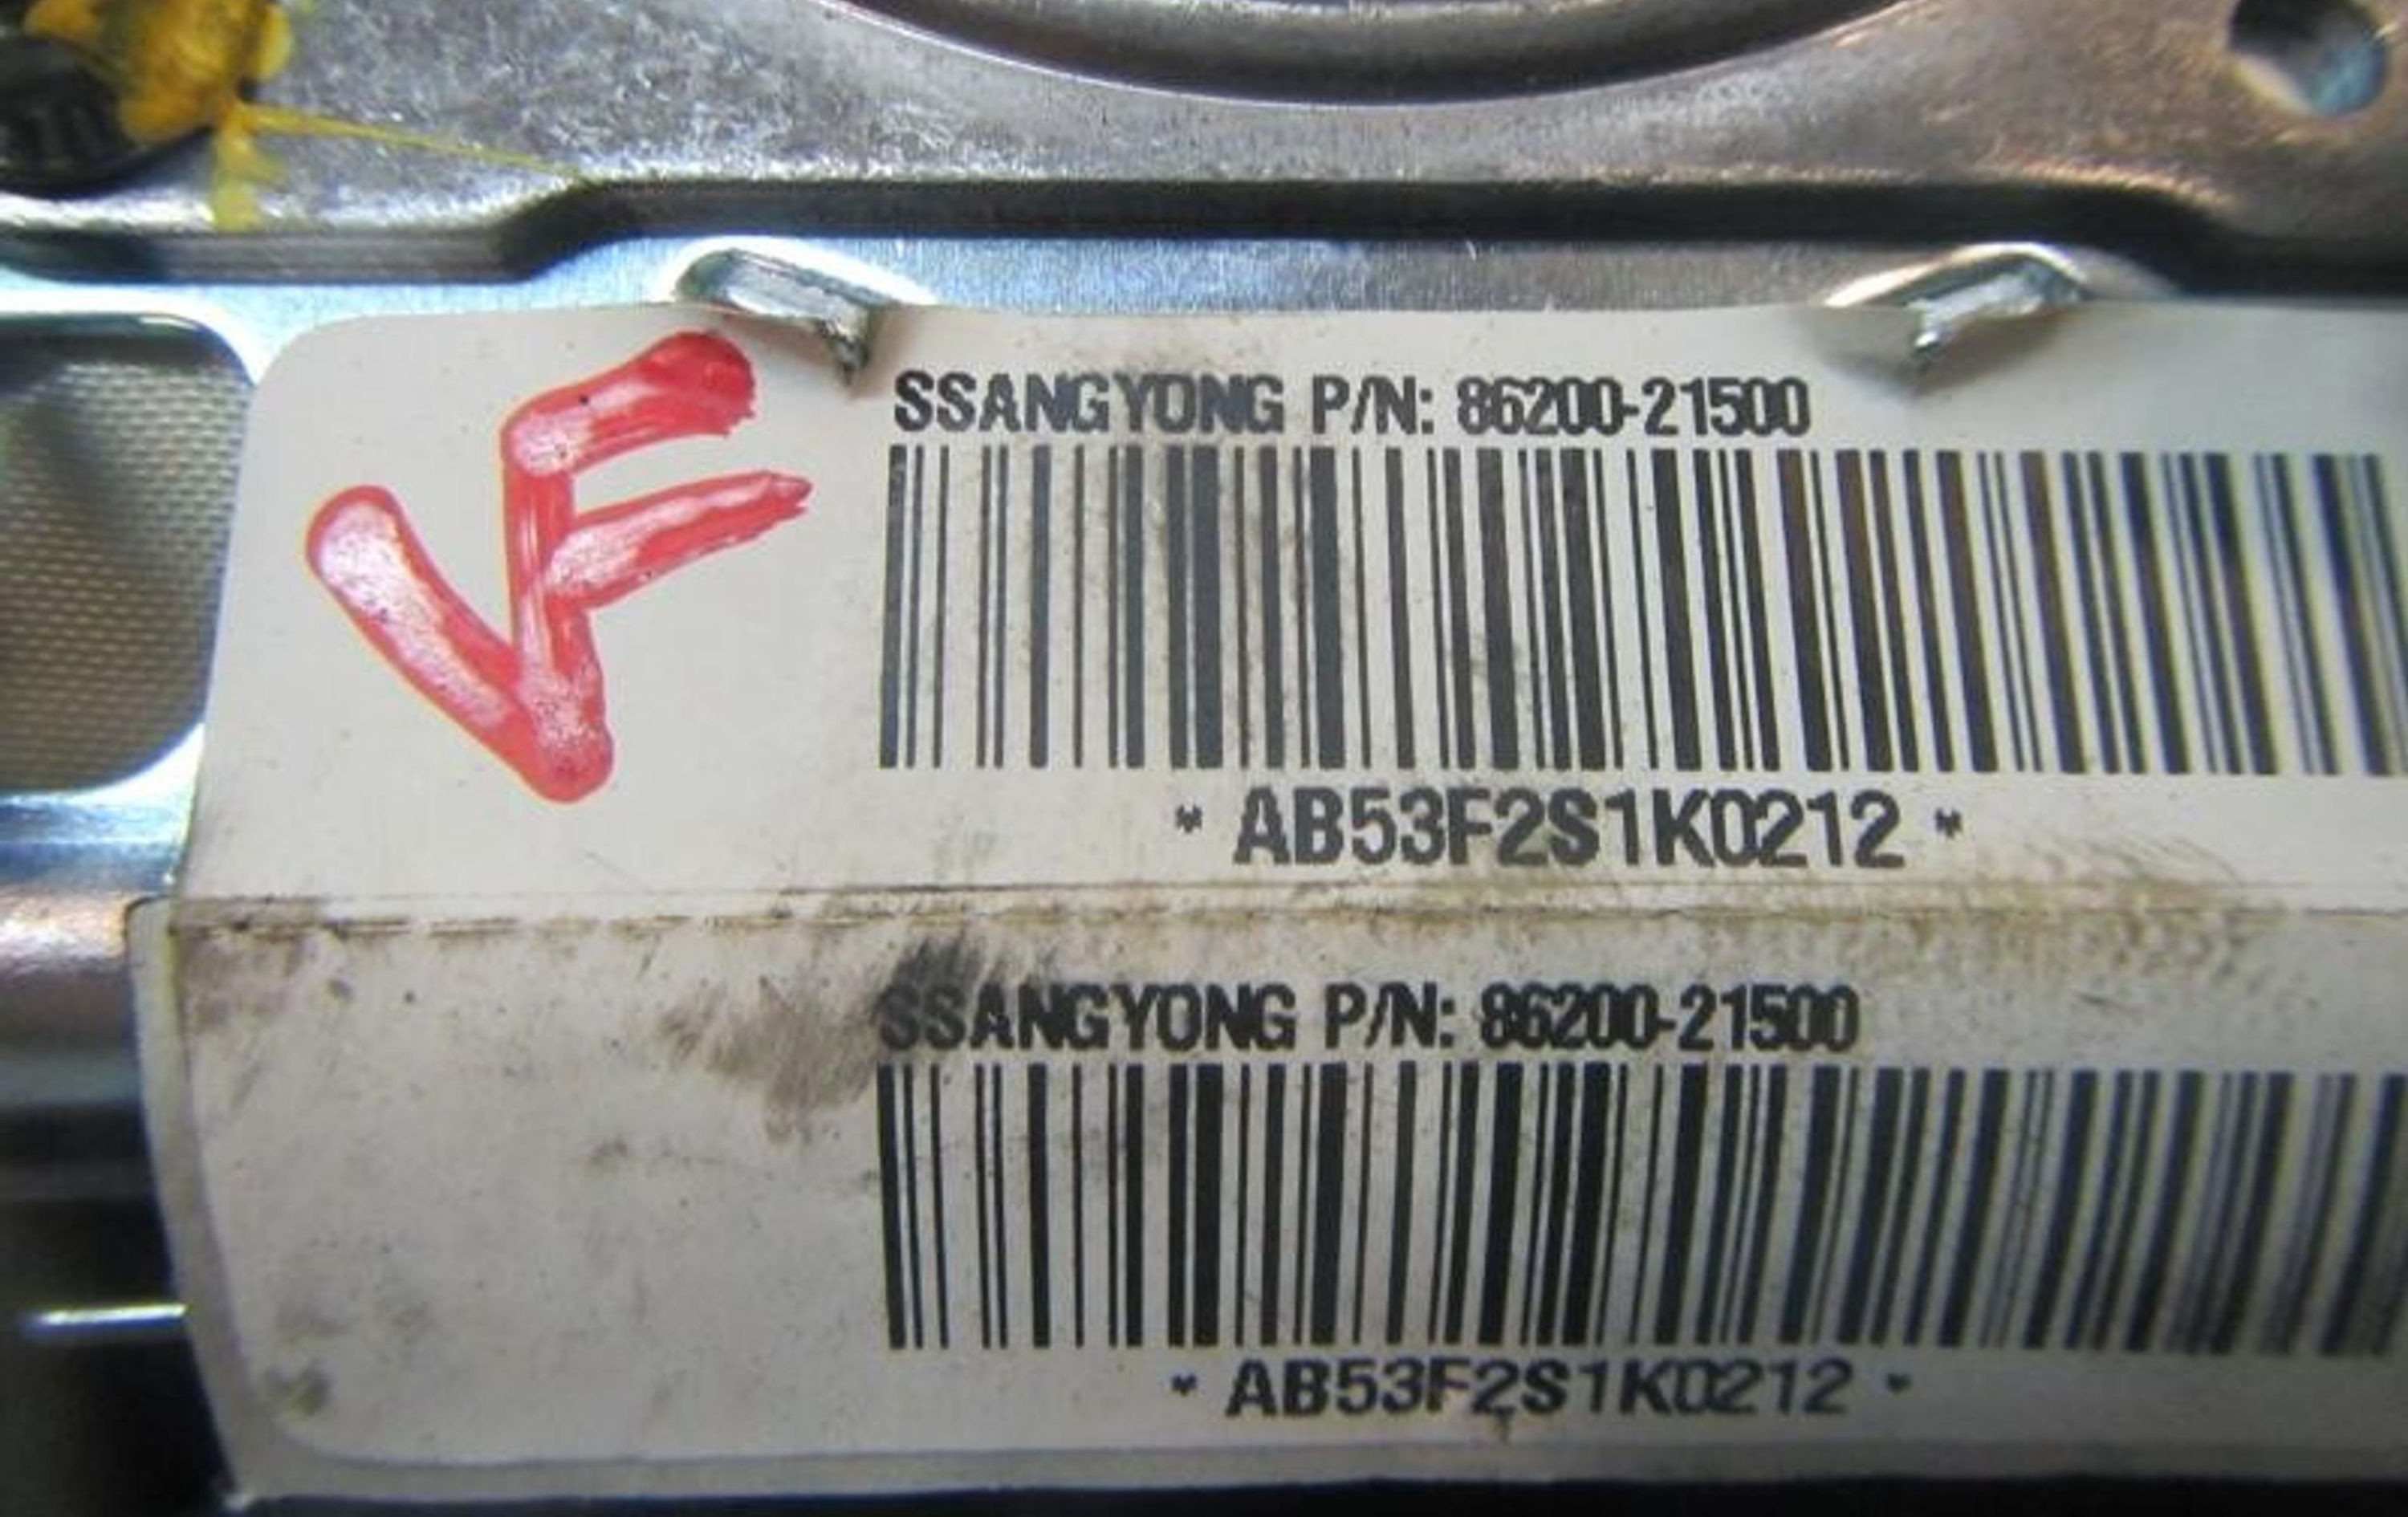 VF
SSANGYONG P/N: 86200-21500
* AB53F2S1K0212 *
SSANGYONG P/N: 86200-21500
* AB53F2S1K0212 *